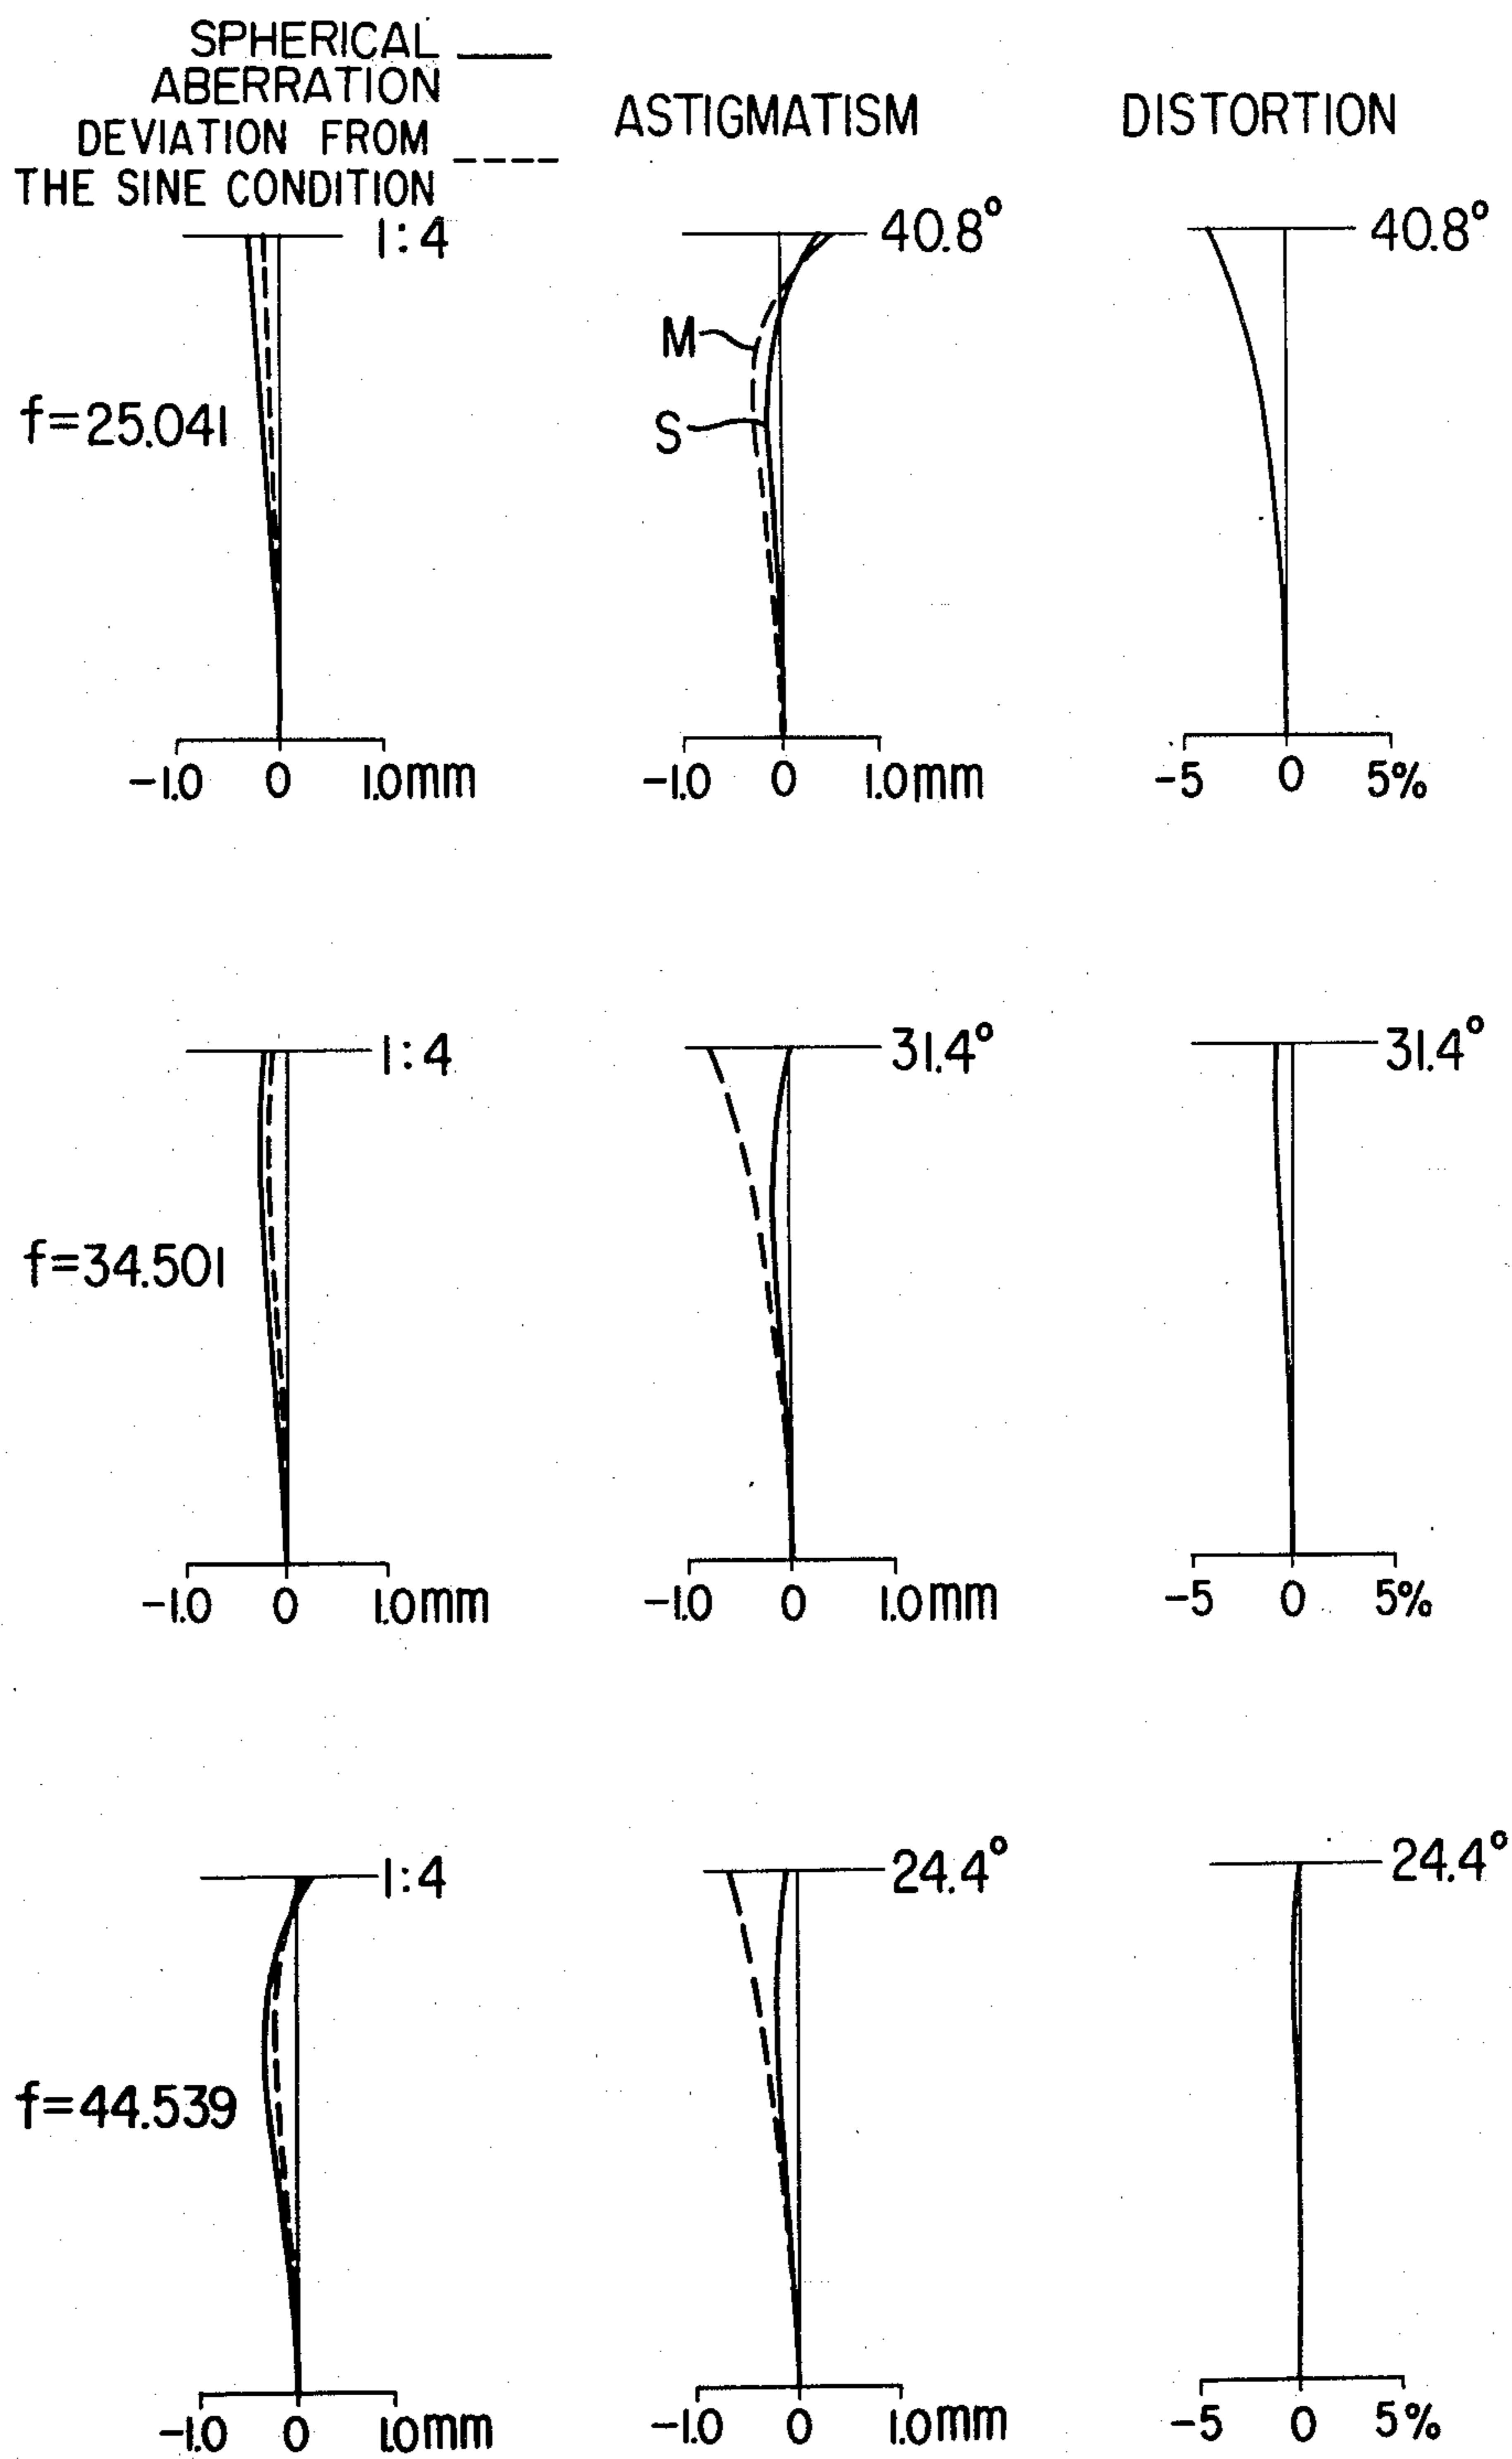 SPHERICAL
ABERRATION
DEVIATION FROM
THE SINE CONDITION
ASTIGMATISM
DISTORTION
1:4
40.8°
40.8°
M
S
f=25.041
-1.0 0 1.0mm
-1.0 0 1.0mm
-5 0 5%
1:4
31.4°
31.4°
f=34.501
-1.0 0 1.0mm
-1.0 0 1.0mm
-5 0 5%
1:4
24.4°
24.4°
f=44.539
-1.0 0 1.0mm
-1.0 0 1.0mm
-5 0 5%